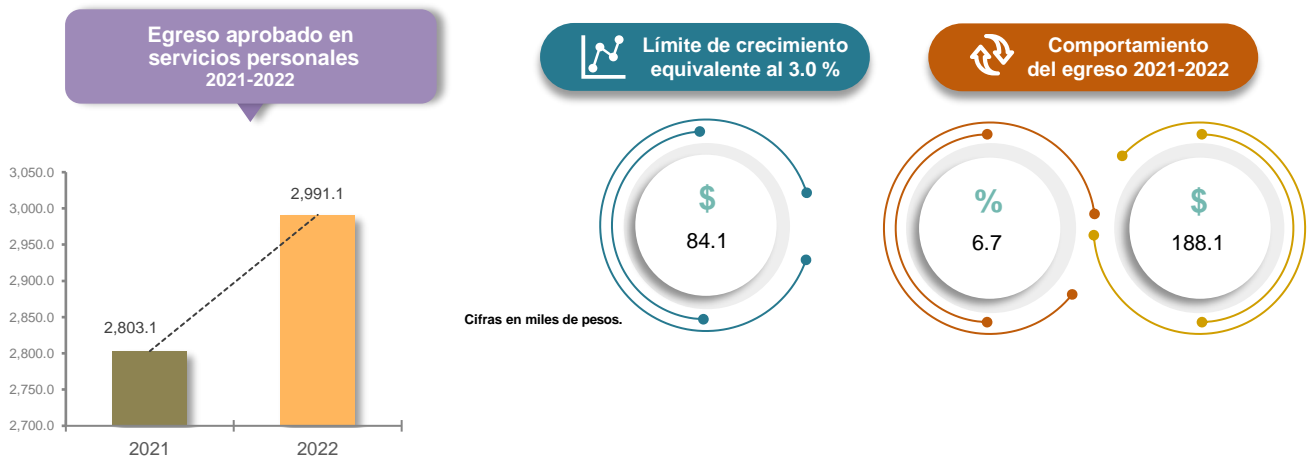 Egreso aprobado en
servicios personales
2021-2022
Límite de crecimiento
equivalente al 3.0 %
Comportamiento
del egreso 2021-2022
3,050.0
3,000.0
2,950.0
2,900.0
2,850.0
2,800.0
2,750.0
2,700.0
2,803.1
2,991.1
2021
2022
$
84.1
%
6.7
$
188.1
Cifras en miles de pesos.